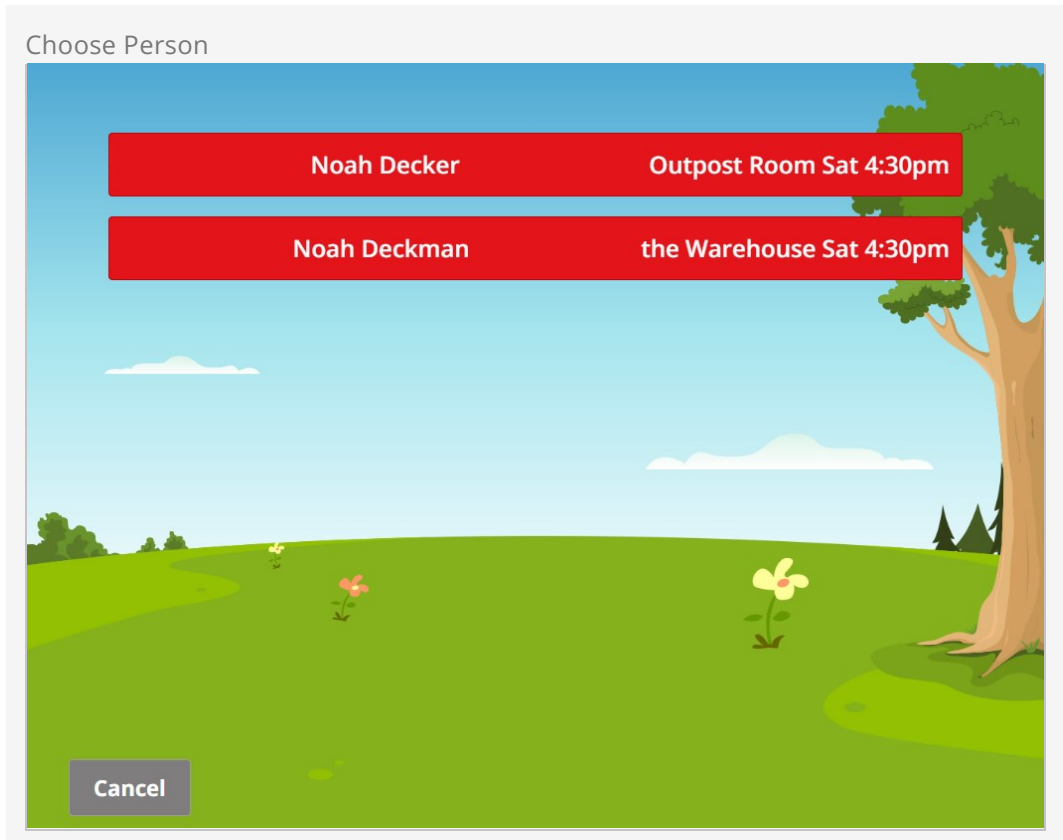 Choose Person
Noah Decker Outpost Room Sat 4:30pm
Noah Deckman the Warehouse Sat 4:30pm
Cancel